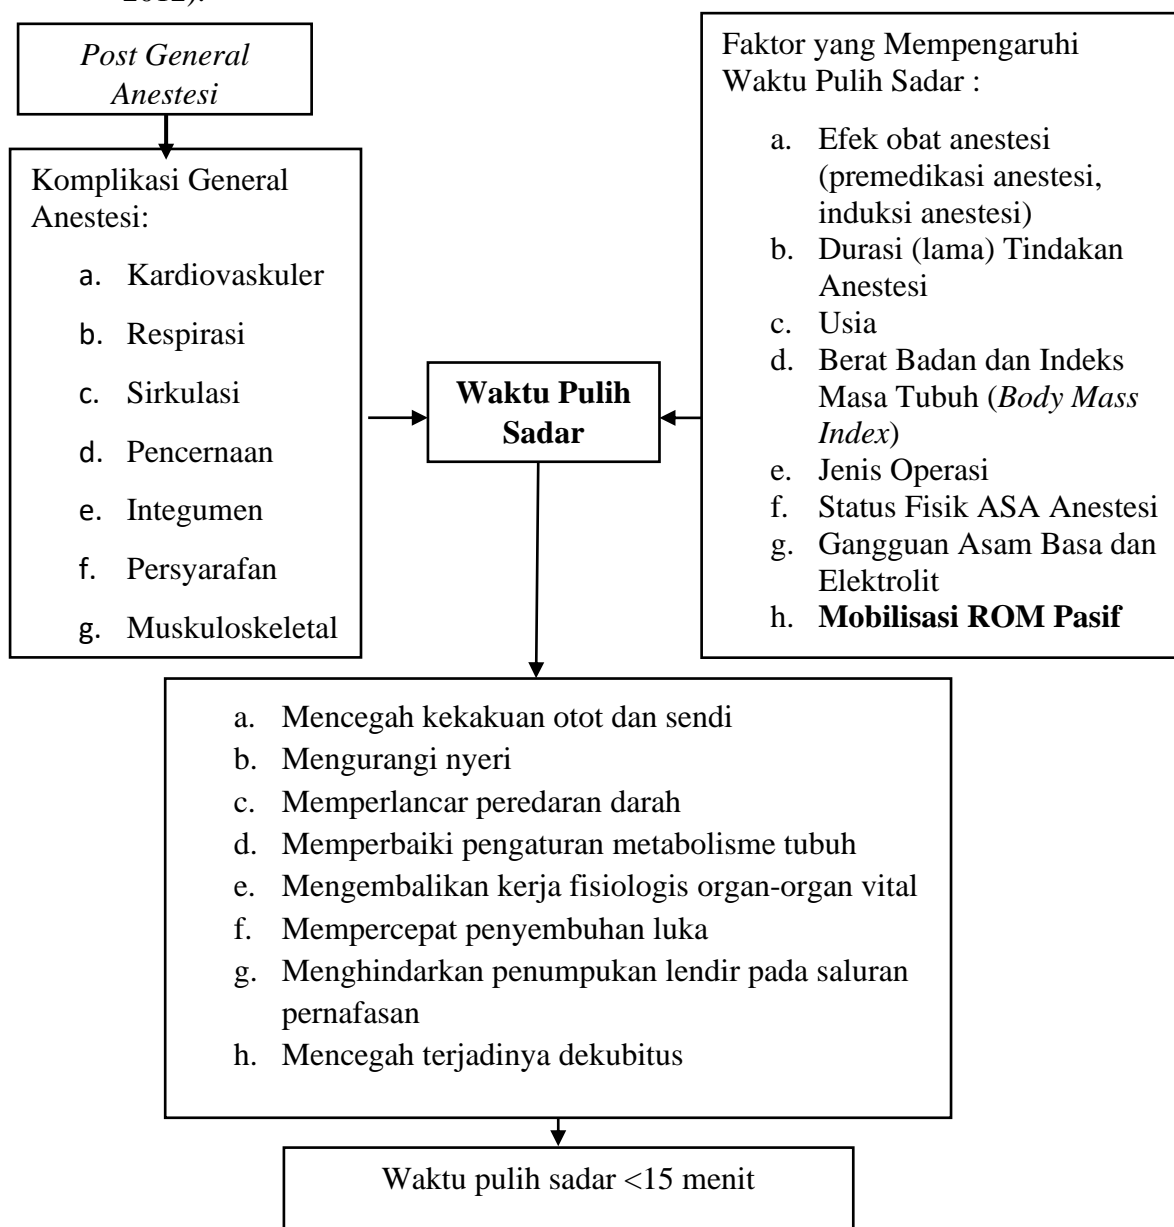 2012).
Post General
Anestesi
Komplikasi General
Anestesi:
a. Kardiovaskuler
b. Respirasi
c. Sirkulasi
d. Pencernaan
e. Integumen
f. Persyarafan
g. Muskuloskeletal
Waktu Pulih
Sadar
Faktor yang Mempengaruhi
Waktu Pulih Sadar :
a. Efek obat anestesi
(premedikasi anestesi,
induksi anestesi)
b. Durasi (lama) Tindakan
Anestesi
c. Usia
d. Berat Badan dan Indeks
Masa Tubuh (Body Mass
Index)
e. Jenis Operasi
f. Status Fisik ASA Anestesi
g. Gangguan Asam Basa dan
Elektrolit
h. Mobilisasi ROM Pasif
a. Mencegah kekakuan otot dan sendi
b. Mengurangi nyeri
c. Memperlancar peredaran darah
d. Memperbaiki pengaturan metabolisme tubuh
e. Mengembalikan kerja fisiologis organ-organ vital
f. Mempercepat penyembuhan luka
g. Menghindarkan penumpukan lendir pada saluran
pernafasan
h. Mencegah terjadinya dekubitus
Waktu pulih sadar <15 menit